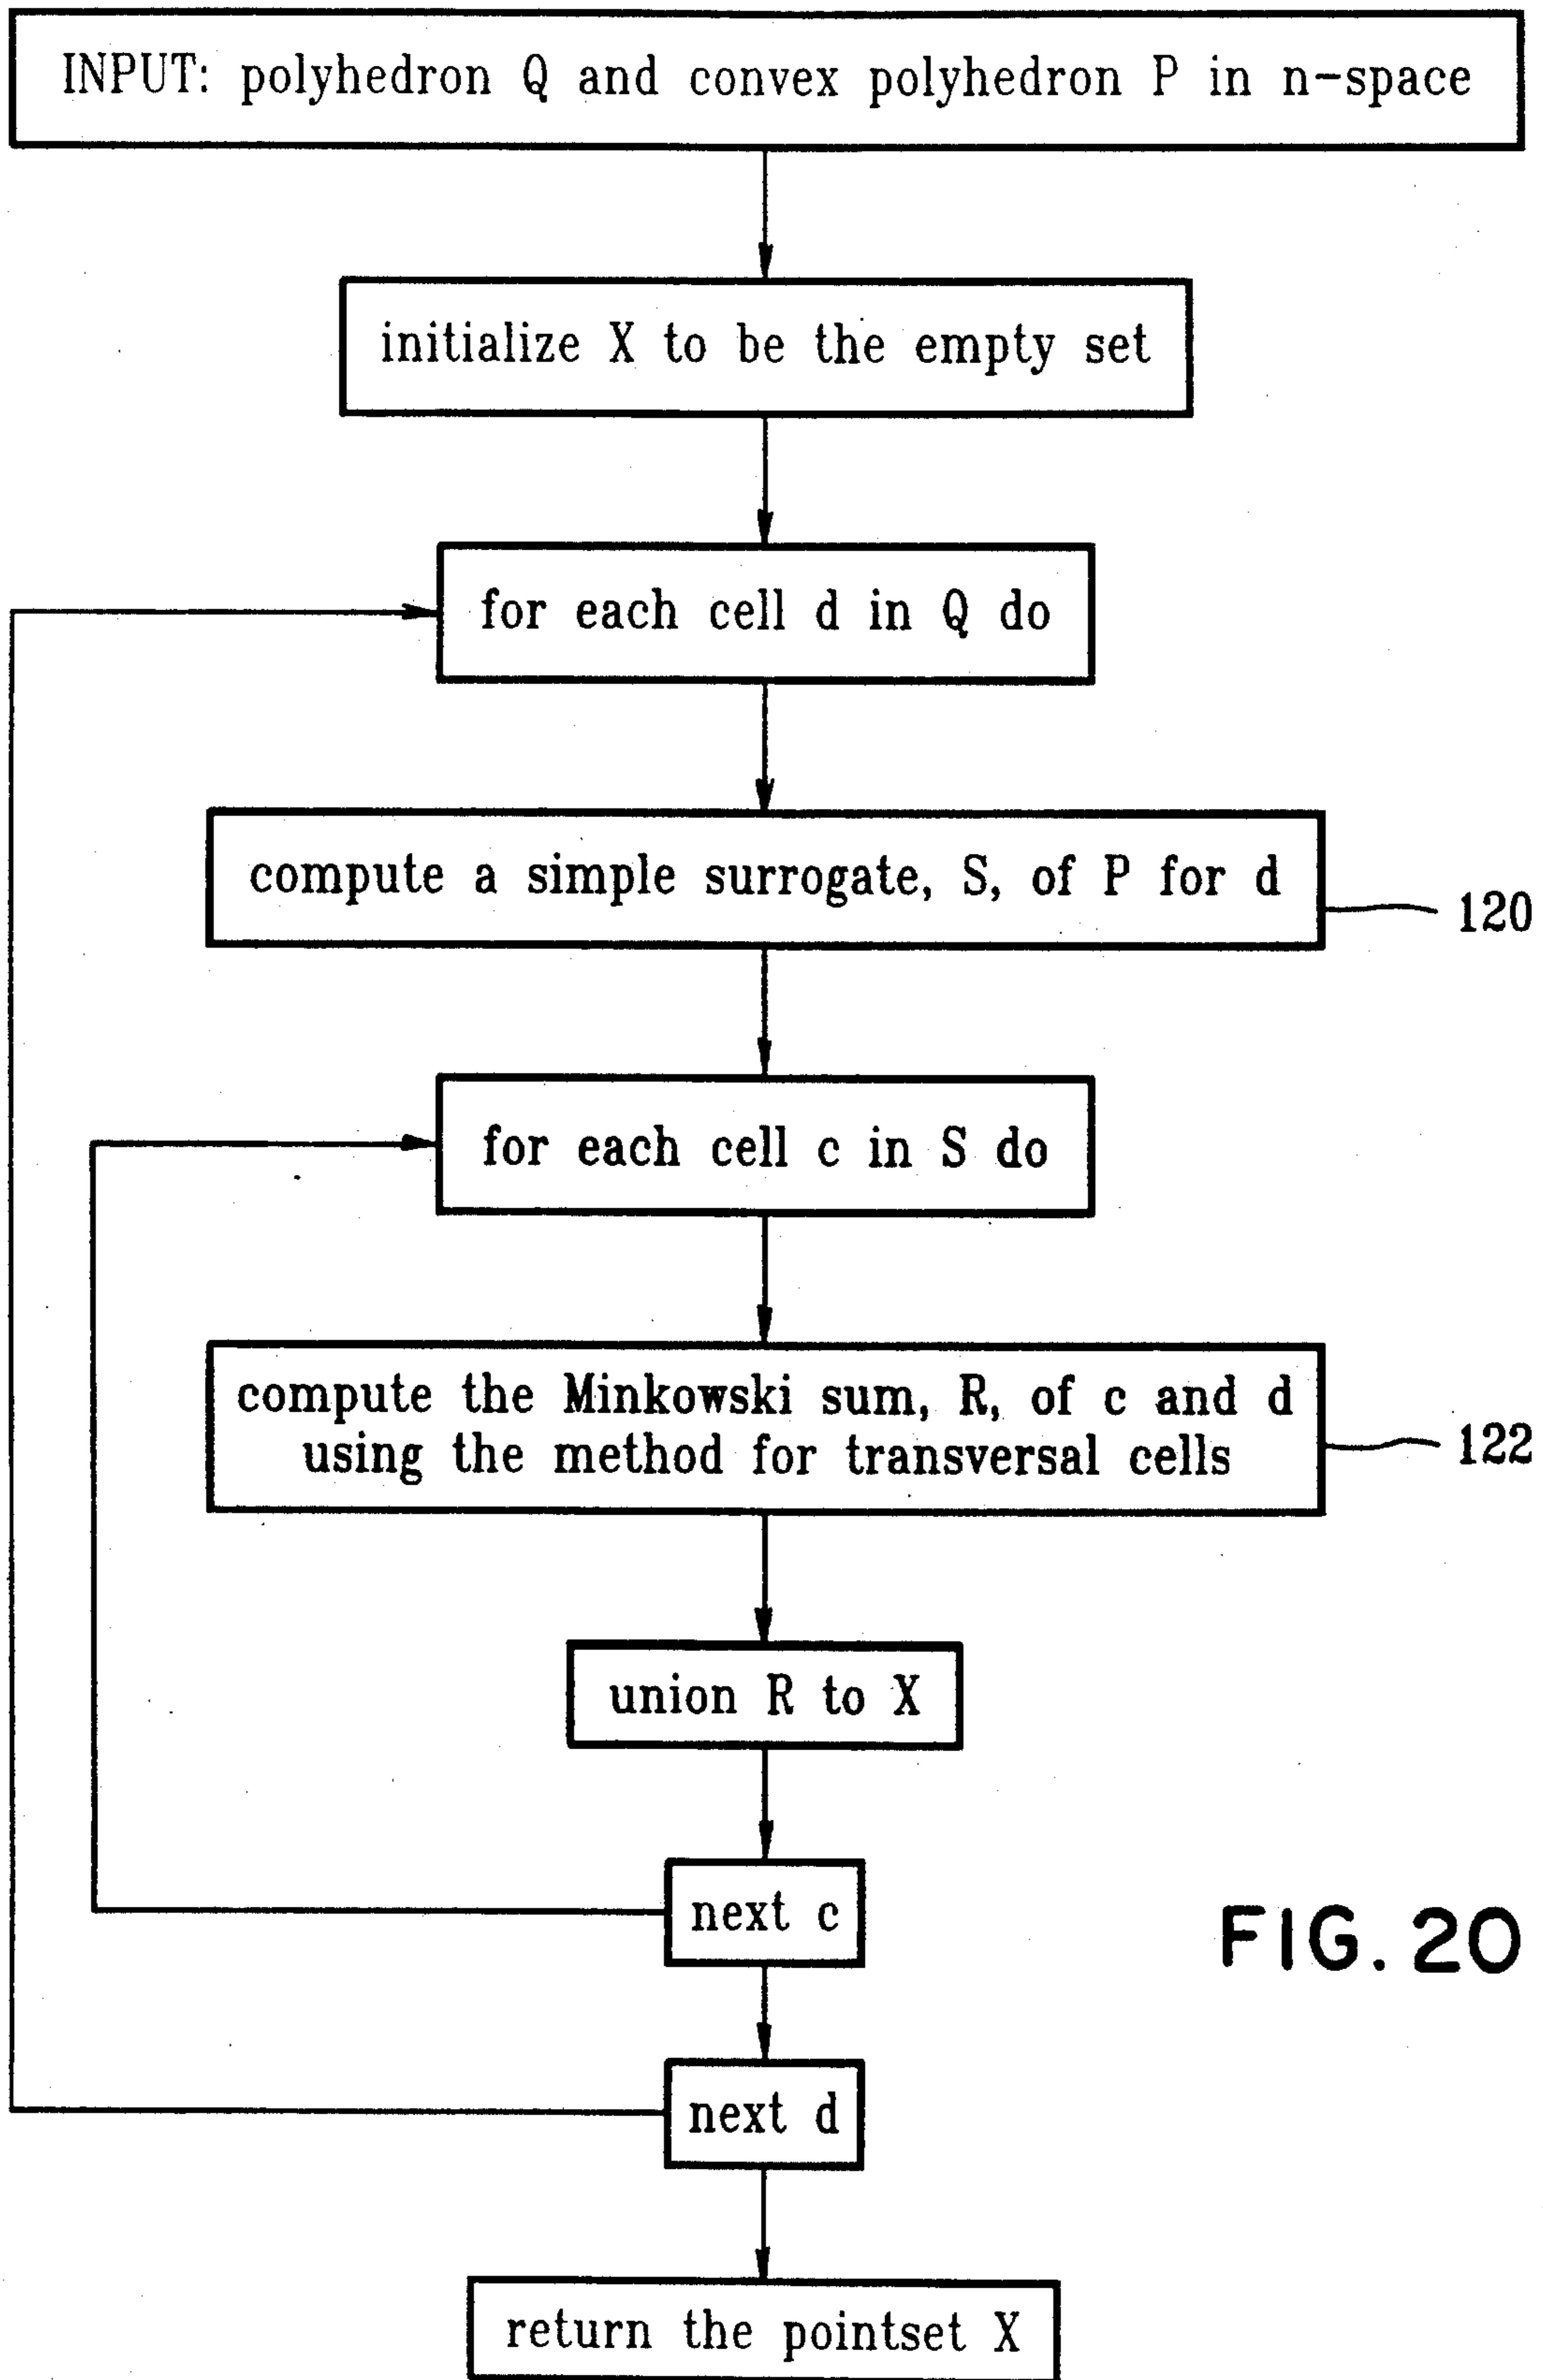 INPUT: polyhedron Q and convex polyhedron P in n-space
initialize X to be the empty set
for each cell d in Q do
compute a simple surrogate, S, of P for d
120
for each cell c in S do
compute the Minkowski sum, R, of c and d
using the method for transversal cells
122
union R to X
next c
FIG. 20
next d
return the pointset X